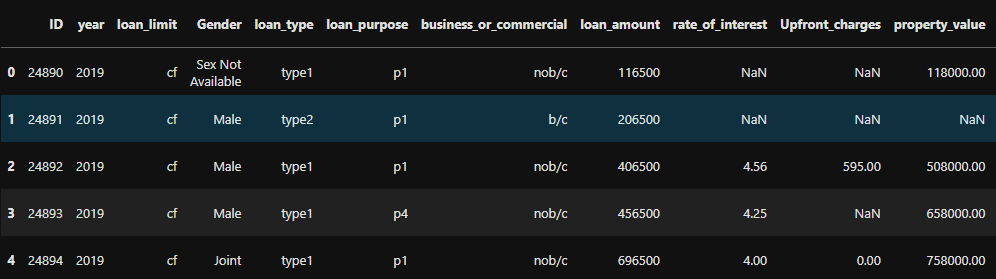 ID year loan_limit Gender loan_type loan_purpose business_or_commercial loan_amount rate_of_interest Upfront_charges property_value
0 24890 2019 cf Sex Not Available type1 p1 nob/c 116500 NaN NaN 118000.00
1 24891 2019 cf Male type2 p1 b/c 206500 NaN NaN NaN
2 24892 2019 cf Male type1 p1 nob/c 406500 4.56 595.00 508000.00
3 24893 2019 cf Male type1 p4 nob/c 456500 4.25 NaN 658000.00
4 24894 2019 cf Joint type1 p1 nob/c 696500 4.00 0.00 758000.00